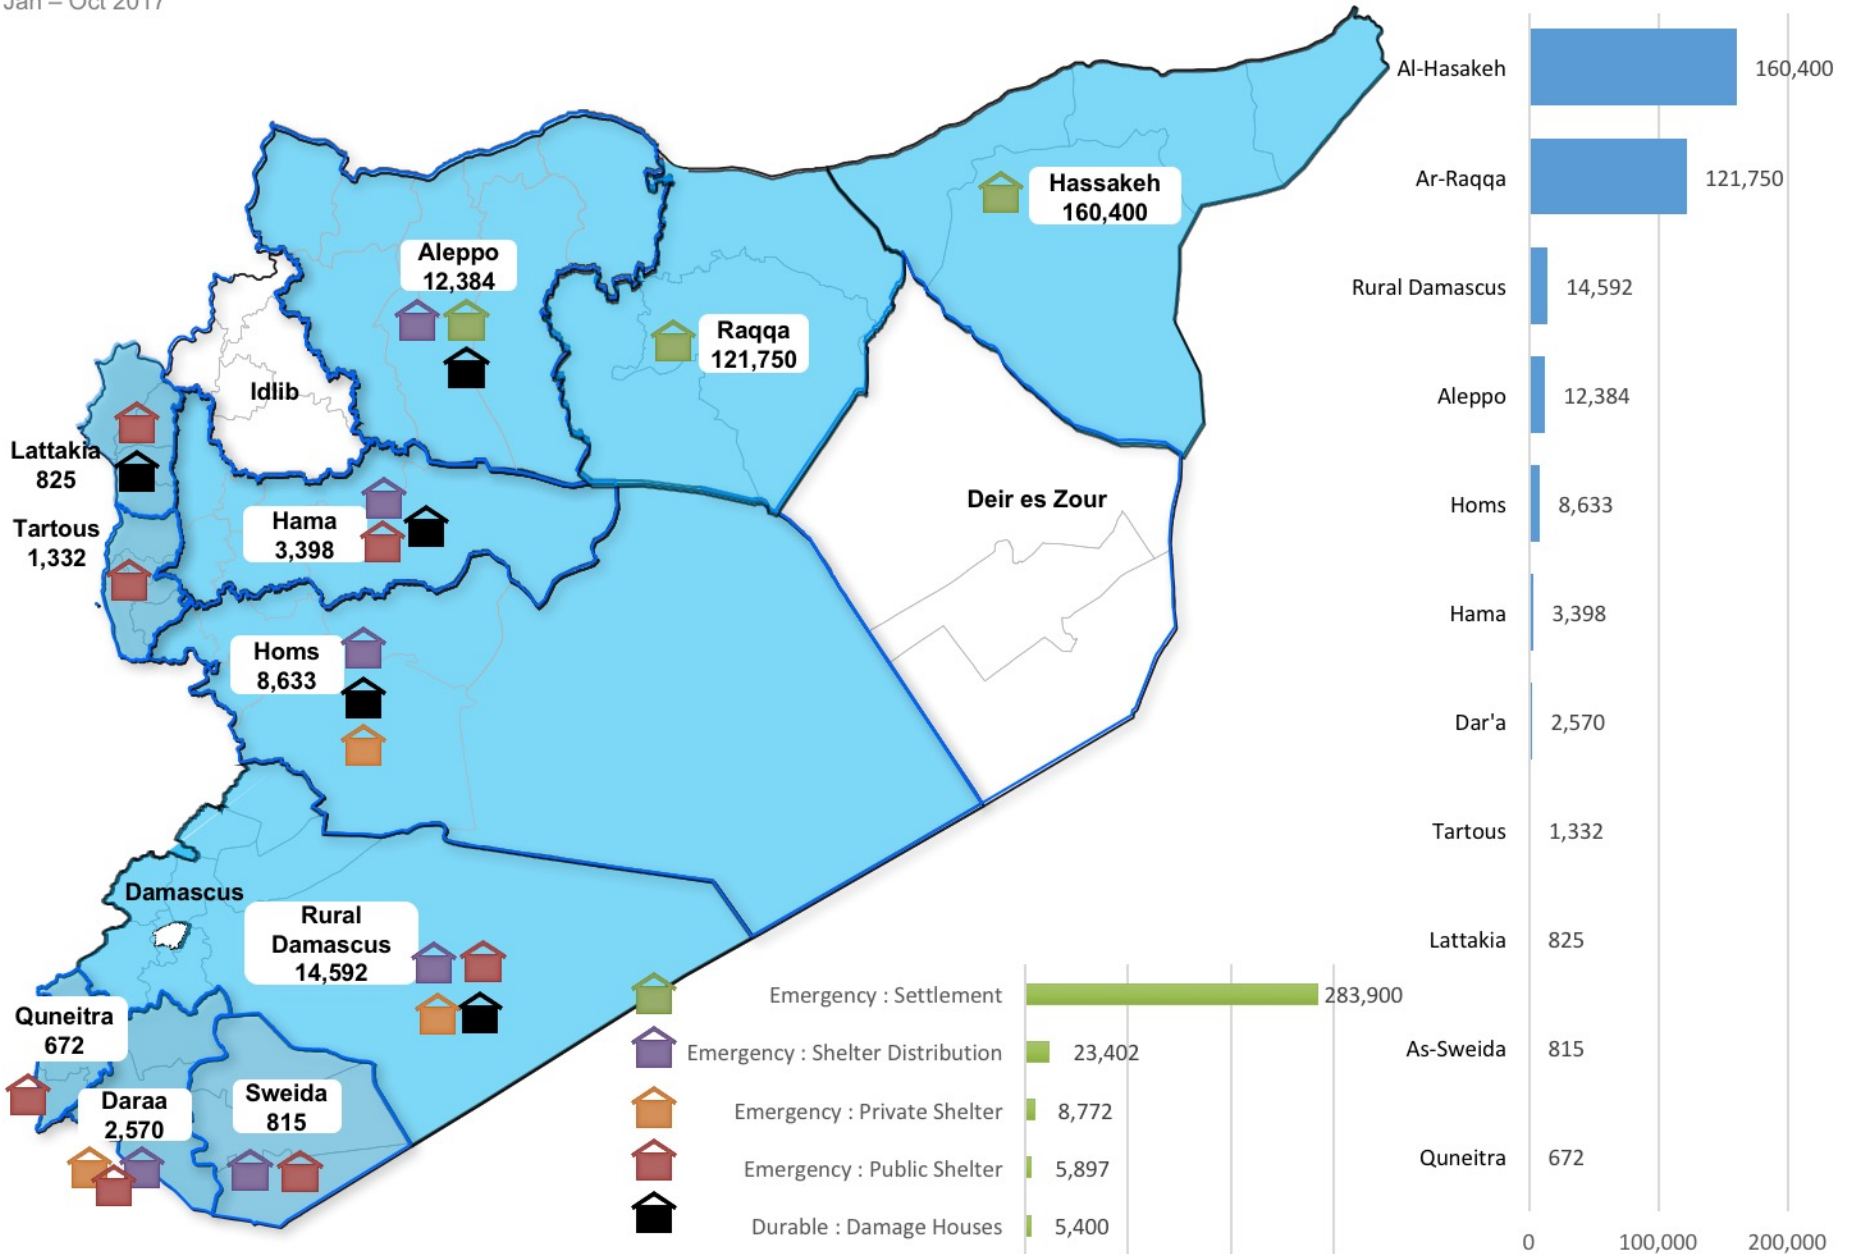 Jan – Oct 2017
Hassakeh
160,400
Aleppo
12,384
Raqqa
121,750
Idlib
Lattakia
825
Tartous
1,332
Hama
3,398
Deir es Zour
Homs
8,633
Damascus
Rural
Damascus
14,592
Quneitra
672
Daraa
2,570
Sweida
815
Emergency : Settlement 283,900
Emergency : Shelter Distribution 23,402
Emergency : Private Shelter 8,772
Emergency : Public Shelter 5,897
Durable : Damage Houses 5,400
Al-Hasakeh 160,400
Ar-Raqqa 121,750
Rural Damascus 14,592
Aleppo 12,384
Homs 8,633
Hama 3,398
Dar'a 2,570
Tartous 1,332
Lattakia 825
As-Sweida 815
Quneitra 672
0 100,000 200,000